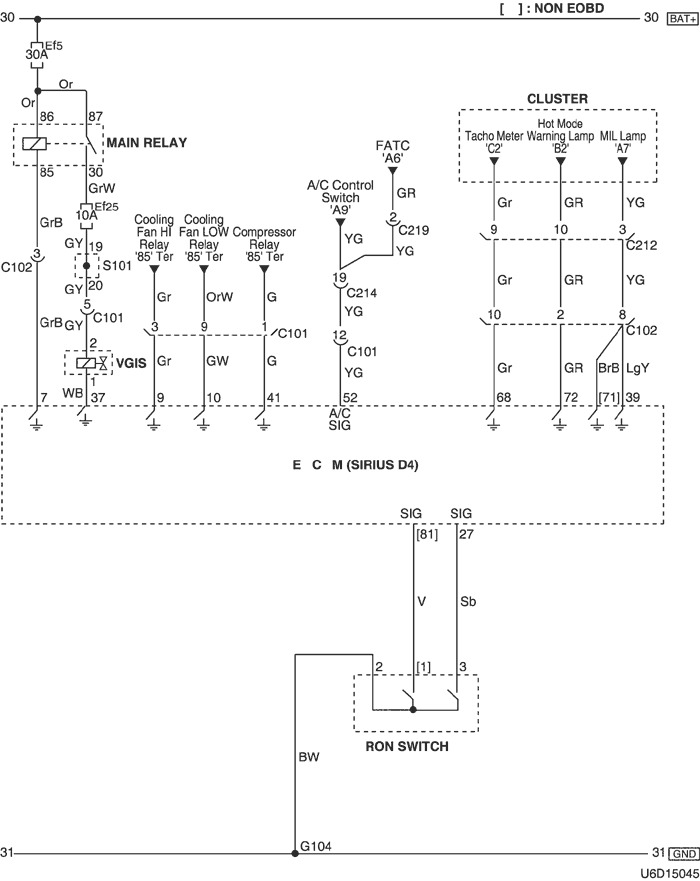 [ ] : NON EOBD
30
30 BAT+
Ef5
30A
Or
Or
86
87
MAIN RELAY
85
30
GrW
Ef25
10A
GrB
GY
19
S101
GY
20
3
C102
5
C101
GrB
GY
2
VGIS
1
WB
7
37
Cooling
Fan HI
Relay
'85' Ter
Cooling
Fan LOW
Relay
'85' Ter
Compressor
Relay
'85' Ter
Gr
OrW
G
3
9
1
C101
Gr
GW
G
9
10
41
FATC
'A6'
A/C Control
Switch
'A9'
GR
2
C219
YG
YG
19
C214
YG
12
C101
YG
52
A/C
SIG
CLUSTER
Tacho Meter
'C2'
Hot Mode
Warning Lamp
'B2'
MIL Lamp
'A7'
Gr
GR
YG
9
10
3
C212
Gr
GR
YG
10
2
8
C102
Gr
GR
BrB
LgY
68
72
[71]
39
E C M (SIRIUS D4)
SIG
SIG
[81]
27
V
Sb
2
[1]
3
RON SWITCH
BW
G104
31
31 GND
U6D15045